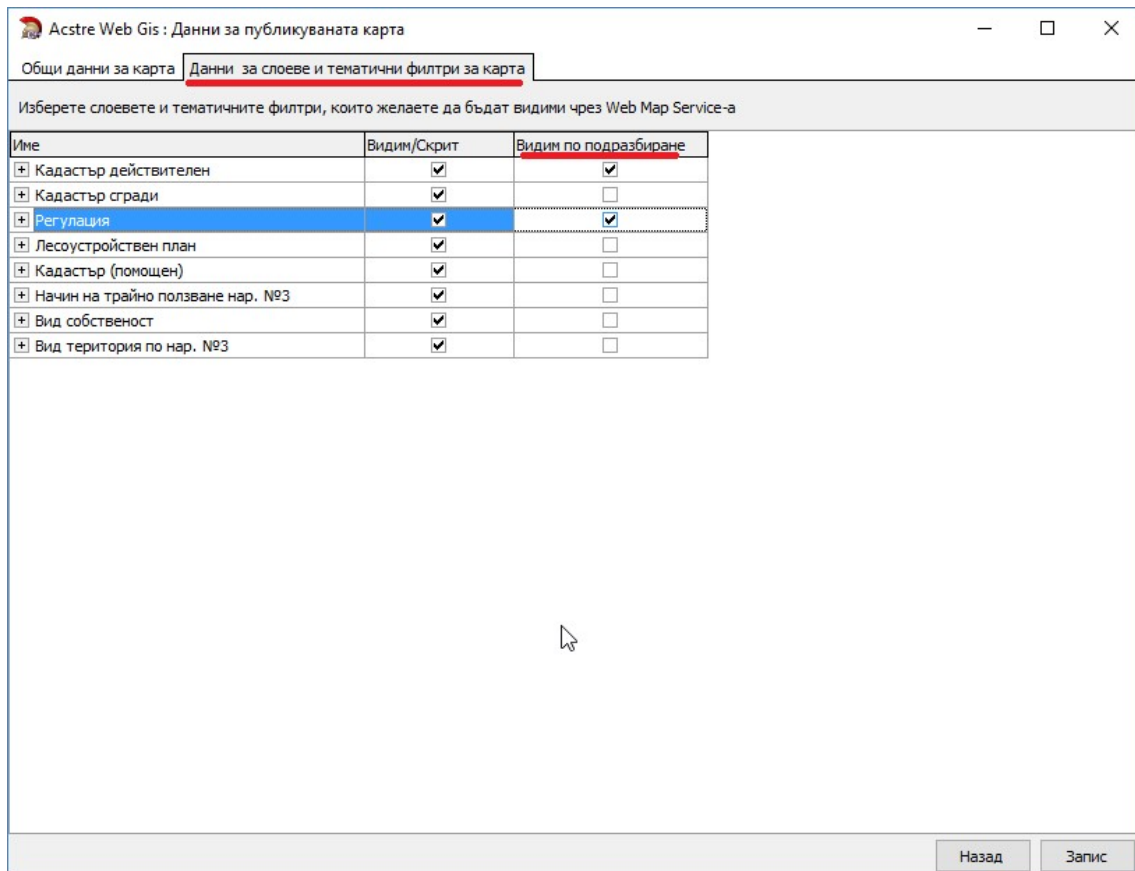 Acstre Web Gis : Данни за публикуваната карта
Общи данни за карта Данни за слоеве и тематични филтри за карта
Изберете слоевете и тематичните филтри, които желаете да бъдат видими чрез Web Map Service-а
Име Видим/Скрит Видим по подразбиране
Кадастър действителен
Кадастър сгради
Регулация
Лесоустройствен план
Кадастър (помощен)
Начин на трайно ползване нар. №3
Вид собственост
Вид територия по нар. №3
Назад Запис